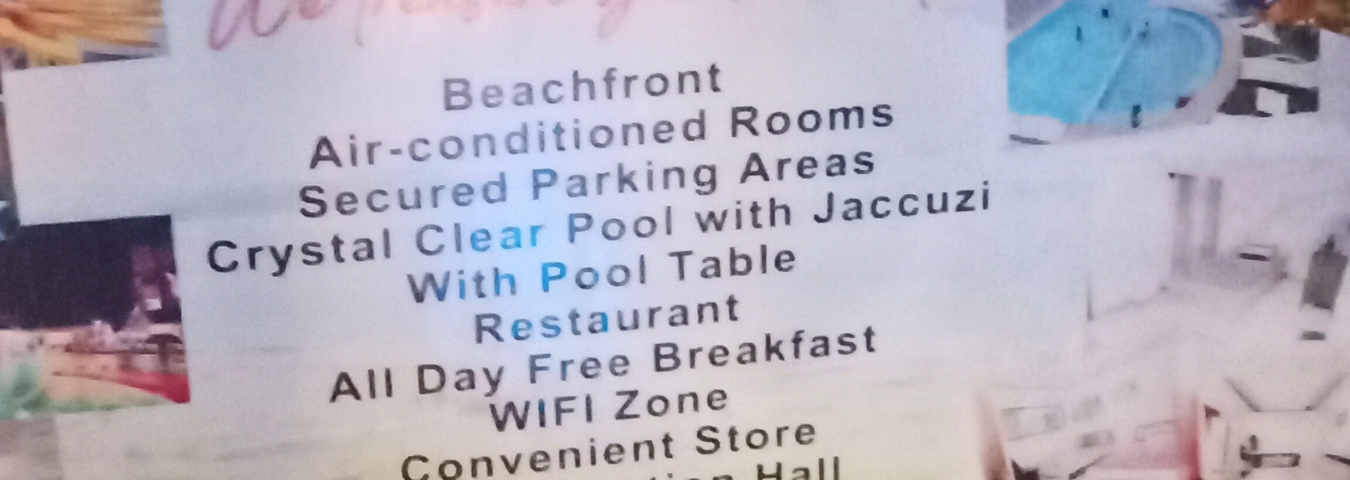 Beachfront
Air-conditioned Rooms
Secured Parking Areas
Crystal Clear Pool with Jaccuzi
With Pool Table
Restaurant
All Day Free Breakfast
WIFI Zone
Convenient Store
Hall